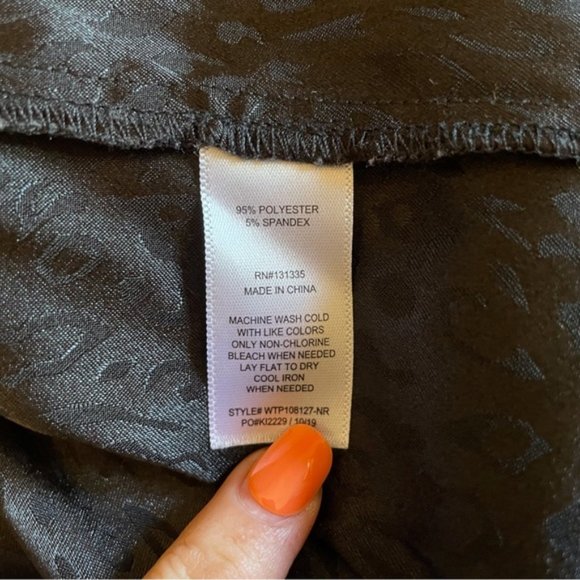 95% POLYESTER
5% SPANDEX
RN#131335
MADE IN CHINA
MACHINE WASH COLD
WITH LIKE COLORS
ONLY NON-CHLORINE
BLEACH WHEN NEEDED
LAY FLAT TO DRY
COOL IRON
WHEN NEEDED
STYLE# WTP108127-NR
PO#KI2229 / 10/19